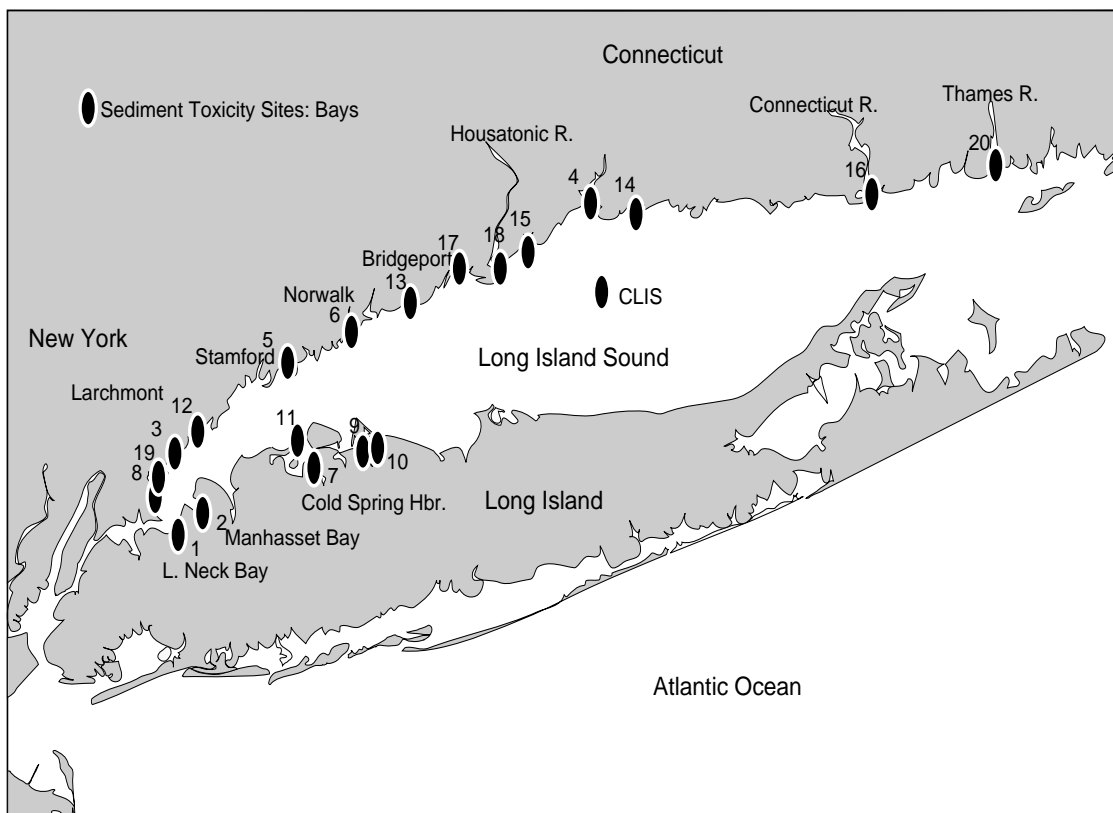 Connecticut
Thames R.
Connecticut R.
Sediment Toxicity Sites: Bays
Housatonic R.
20
4
14
16
15
17
18
Bridgeport
13
CLIS
Norwalk
6
New York
5
Stamford
Long Island Sound
Larchmont
12
11
3
9
19
10
8
7
Cold Spring Hbr.
Long Island
2
Manhasset Bay
1
L. Neck Bay
Atlantic Ocean